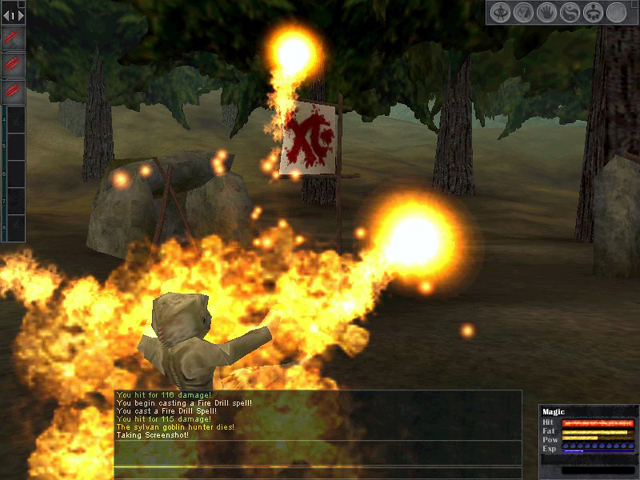 1
You hit for 116 damage!
You begin casting a Fire Drill spell!
You cast a Fire Drill Spell!
You hit for 115 damage!
The sylvan goblin hunter dies!
Taking Screenshot!
Magic
Hit
Fat
Pow
Exp